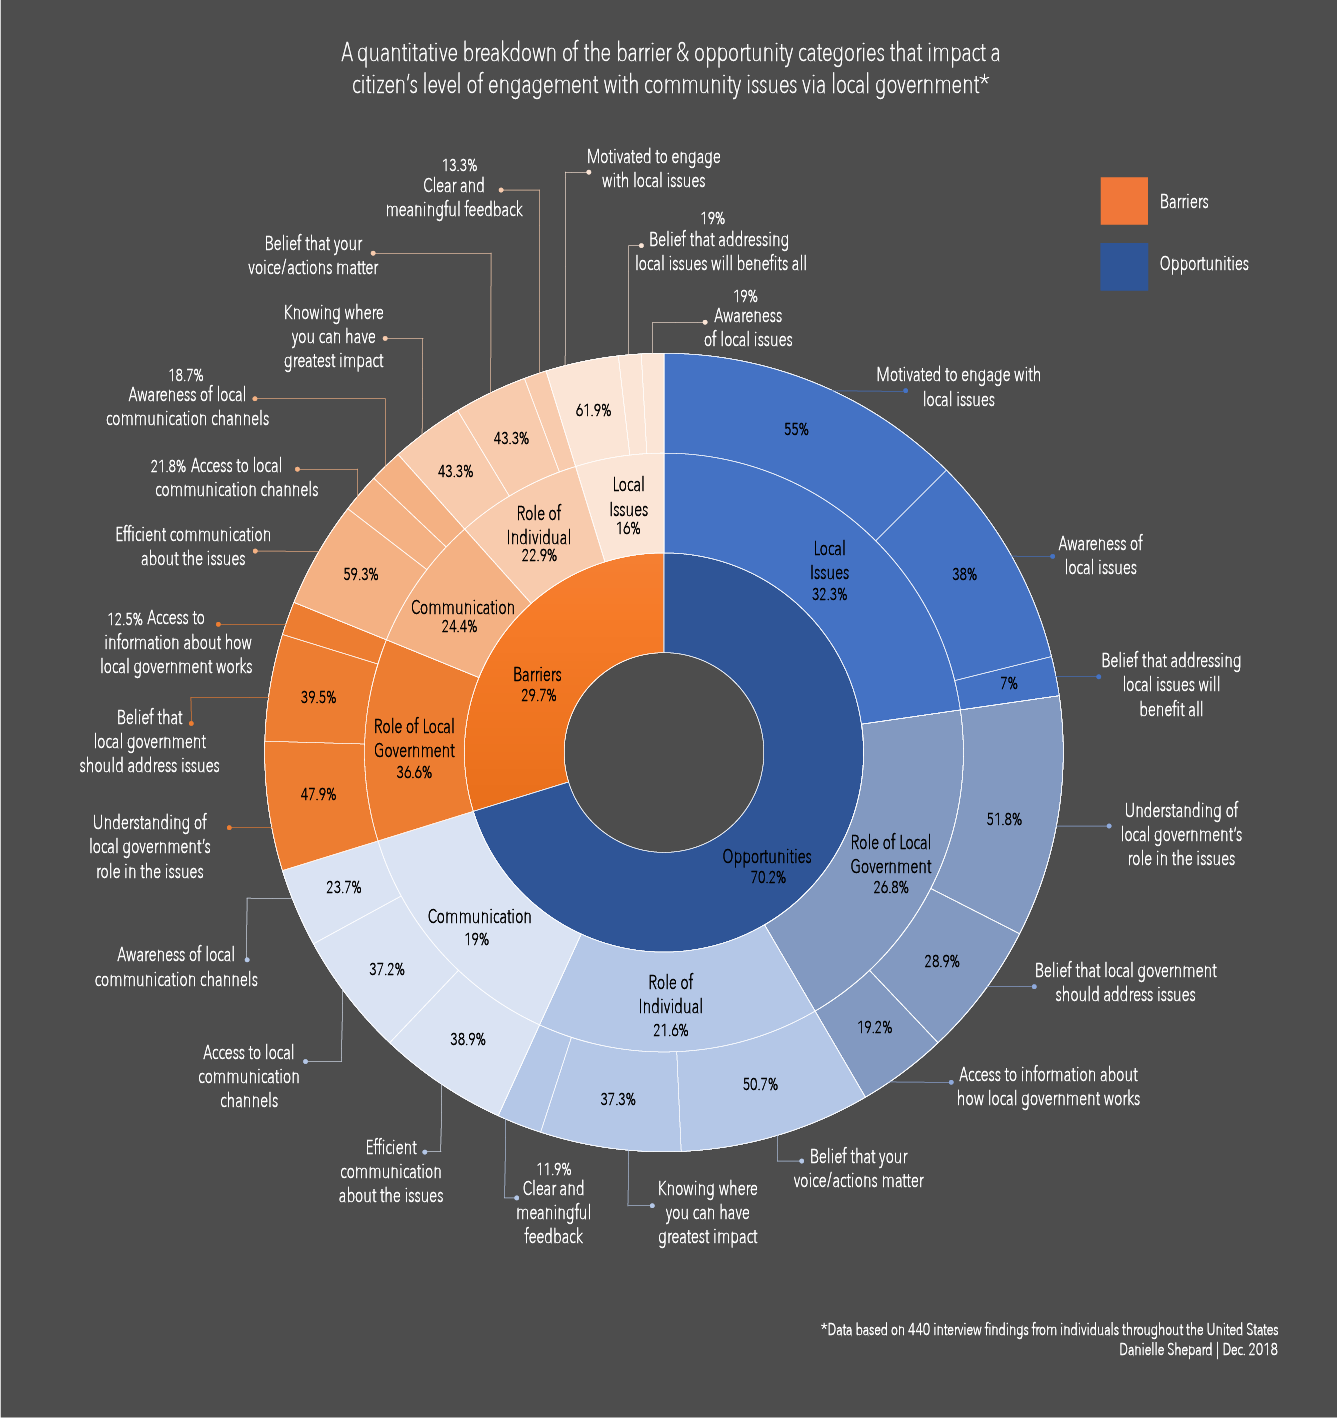 A quantitative breakdown of the barrier & opportunity categories that impact a
citizen's level of engagement with community issues via local government*
Barriers
Opportunities
Motivated to engage
with local issues
19%
Belief that addressing
local issues will benefits all
19%
Awareness
of local issues
13.3%
Clear and
meaningful feedback
Belief that your
voice/actions matter
Knowing where
you can have
greatest impact
18.7%
Awareness of local
communication channels
21.8% Access to local
communication channels
Efficient communication
about the issues
12.5% Access to
information about how
local government works
Belief that
local government
should address issues
Understanding of
local government's
role in the issues
Awareness of local
communication channels
Access to local
communication
channels
Efficient
communication
about the issues
11.9%
Clear and
meaningful
feedback
Knowing where
you can have
greatest impact
Belief that your
voice/actions matter
Access to information about
how local government works
Belief that local government
should address issues
Understanding of
local government's
role in the issues
Belief that addressing
local issues will
benefit all
Awareness of
local issues
Motivated to engage with
local issues
61.9%
43.3%
43.3%
59.3%
39.5%
47.9%
23.7%
37.2%
38.9%
37.3%
50.7%
19.2%
28.9%
51.8%
7%
38%
55%
Local
Issues
16%
Role of
Individual
22.9%
Communication
24.4%
Role of Local
Government
36.6%
Communication
19%
Role of
Individual
21.6%
Role of Local
Government
26.8%
Local
Issues
32.3%
Barriers
29.7%
Opportunities
70.2%
*Data based on 440 interview findings from individuals throughout the United States
Danielle Shepard | Dec. 2018